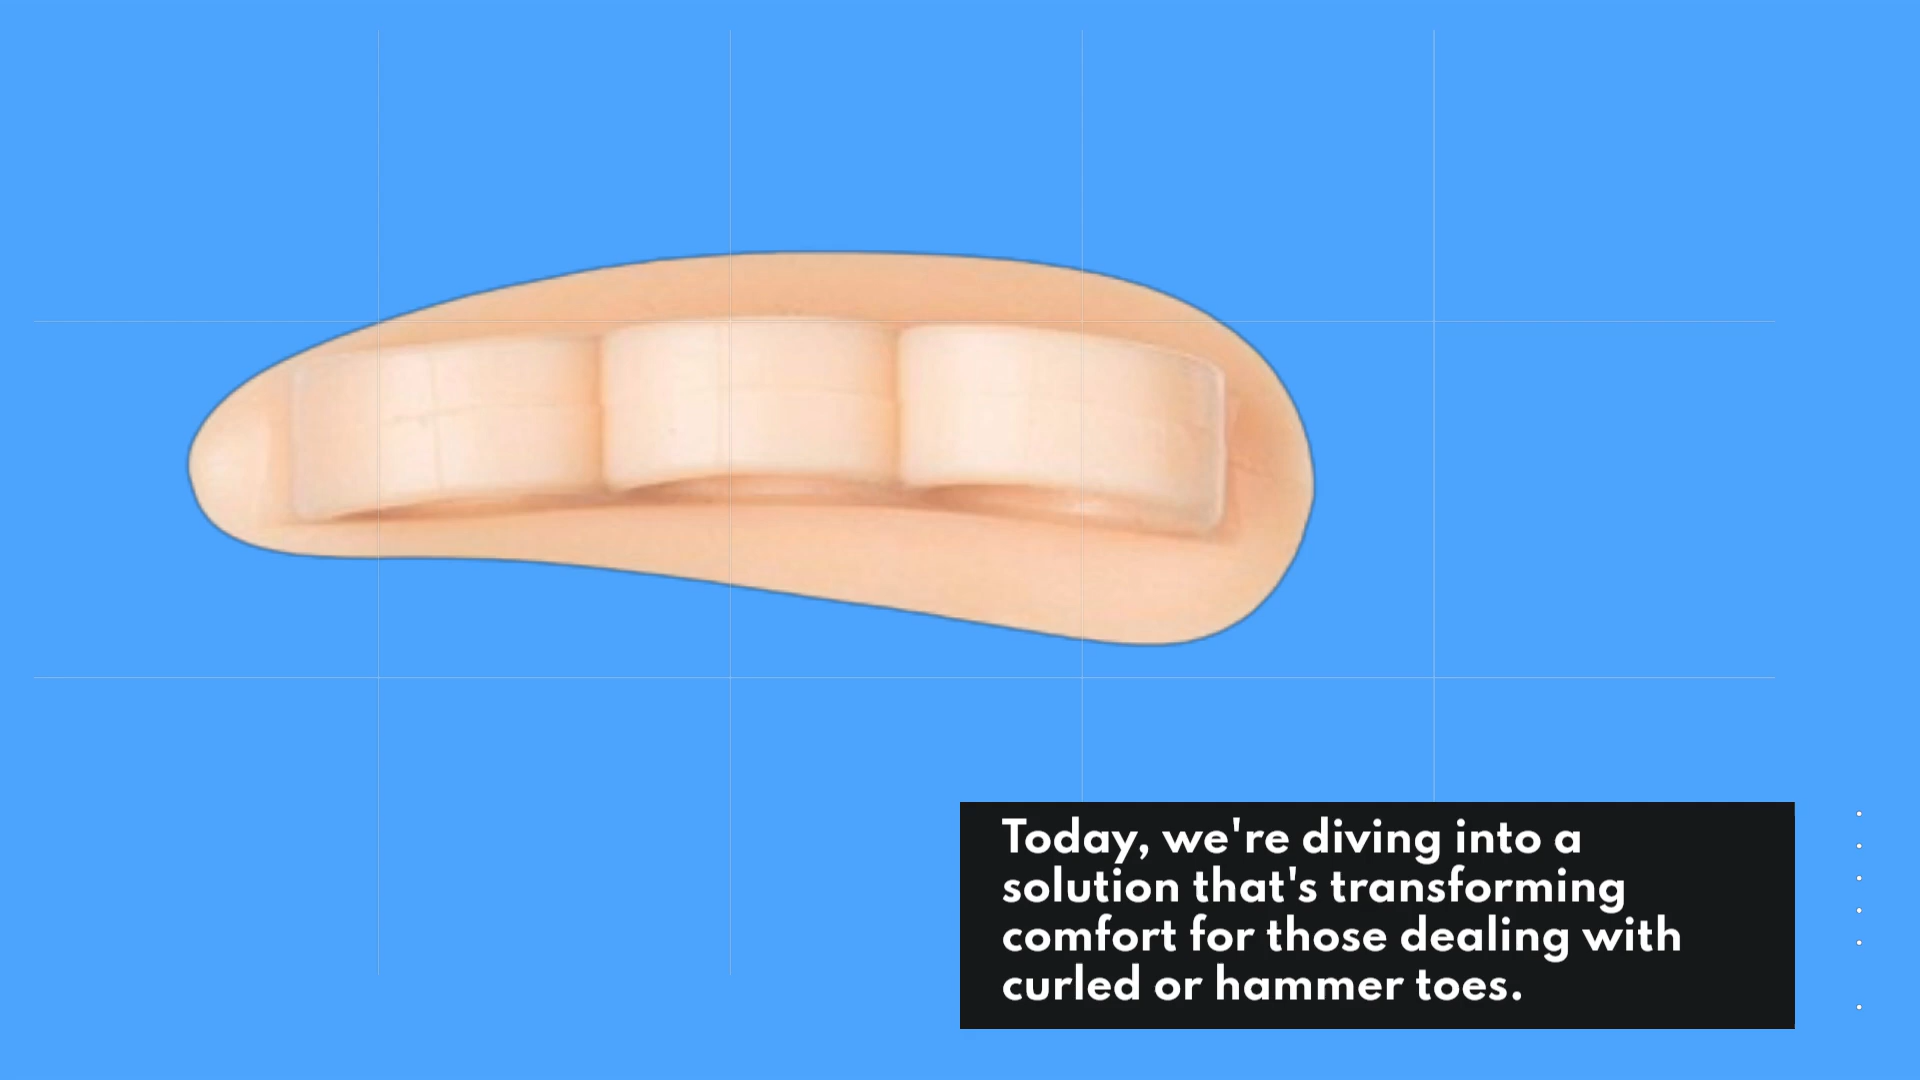 Today, we're diving into a
solution that's transforming
comfort for those dealing with
curled or hammer toes.